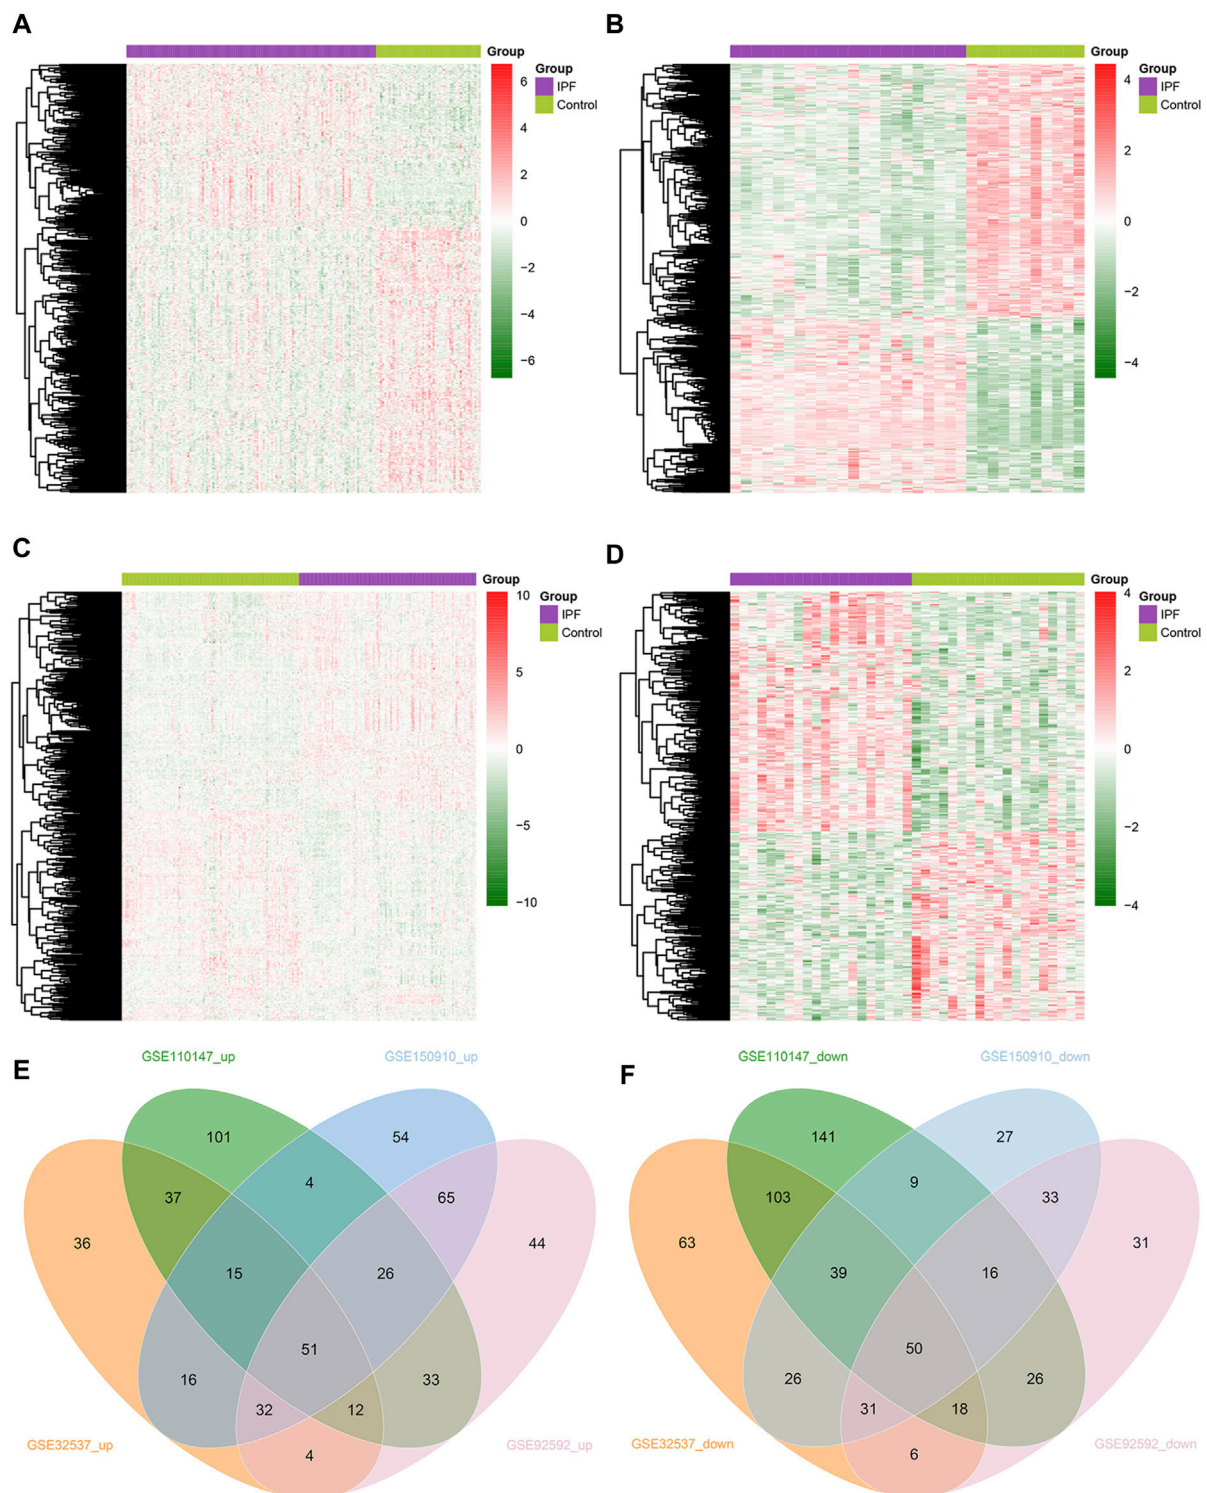 A
Group
Group
IPF
Control
6
4
2
0
−2
−4
−6
B
Group
Group
IPF
Control
4
2
0
−2
−4
C
Group
Group
IPF
Control
10
5
0
−5
−10
D
Group
Group
IPF
Control
4
2
0
−2
−4
E
GSE110147_up
GSE150910_up
101
54
37
4
65
36
44
15
26
51
16
33
32
12
GSE32537_up
GSE92592_up
4
F
GSE110147_down
GSE150910_down
141
27
103
9
33
63
31
39
16
50
26
26
31
18
GSE32537_down
GSE92592_down
6